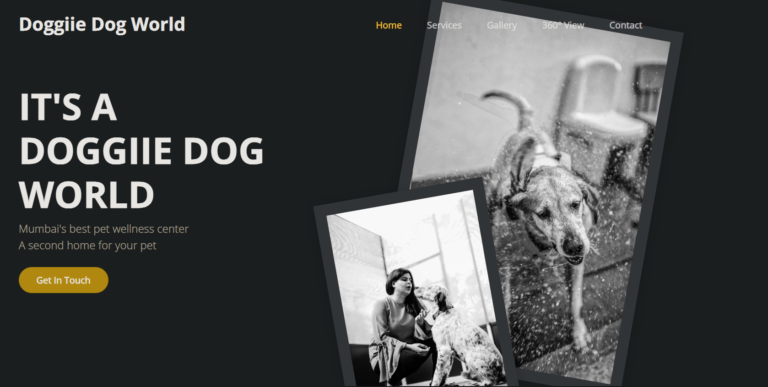 Doggiie Dog World
Home Services Gallery 360° View Contact
IT'S A
DOGGIIE DOG
WORLD
Mumbai's best pet wellness center
A second home for your pet
Get In Touch